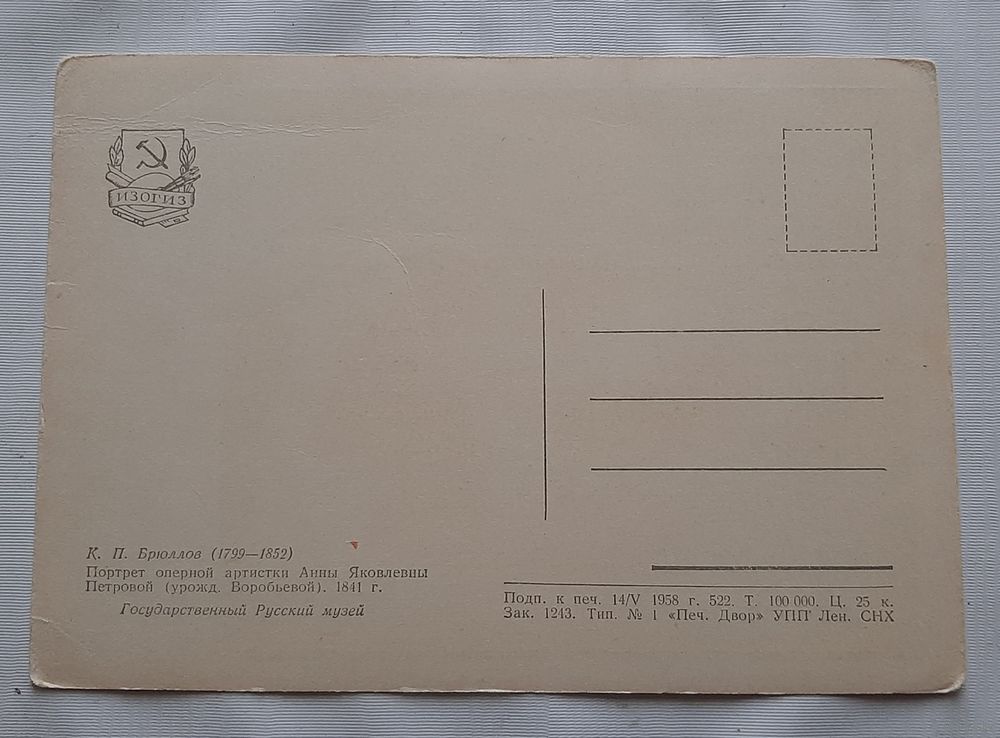 ИЗОГИЗ
К. П. Брюллов (1799—1852)
Портрет оперной артистки Анны Яковлевны
Петровой (урожд. Воробьевой). 1841 г.
Государственный Русский музей
Подп. к печ. 14/V 1958 г. 522. Т. 100 000. Ц. 25 к.
Зак. 1243. Тип. № 1 «Печ. Двор» УПП Лен. СНХ